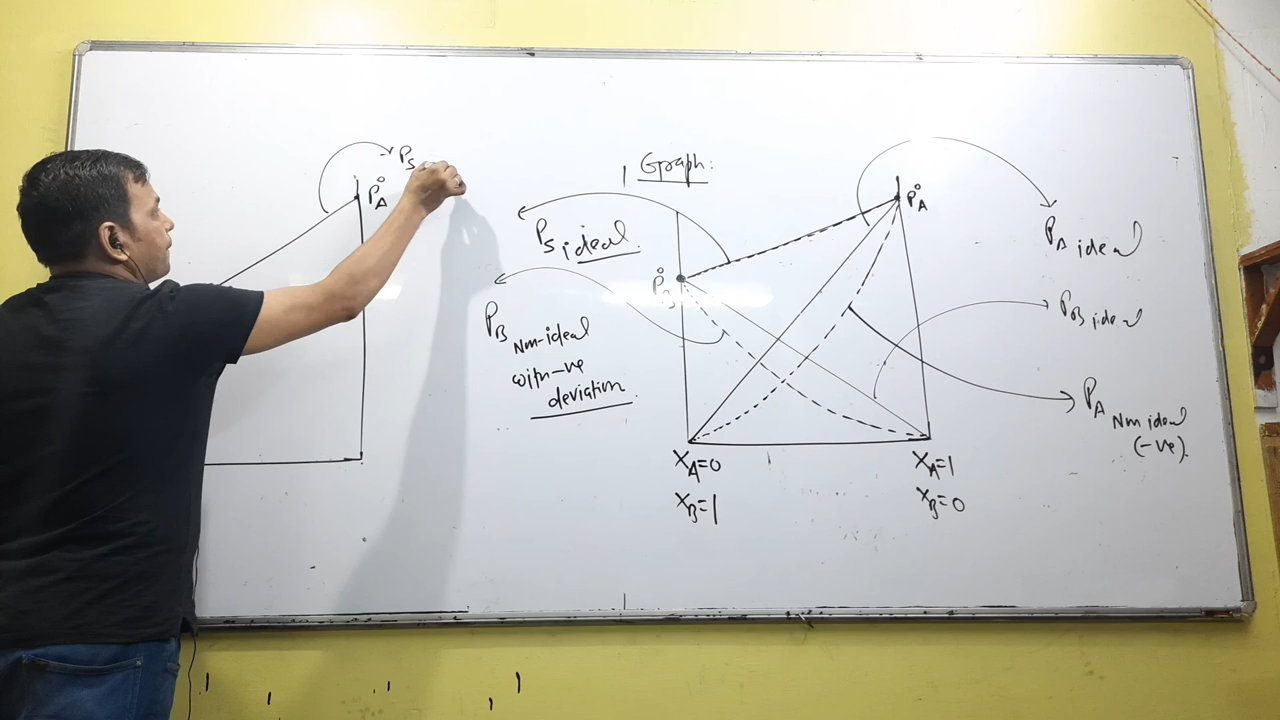 Ps
P°A
Graph:
P°A
Ps ideal
PA ideal
P°B
PB ideal
PB Non-ideal
with -ve
deviation
PA Non ideal
(-ve)
XA=0
XB=1
XA=1
XB=0